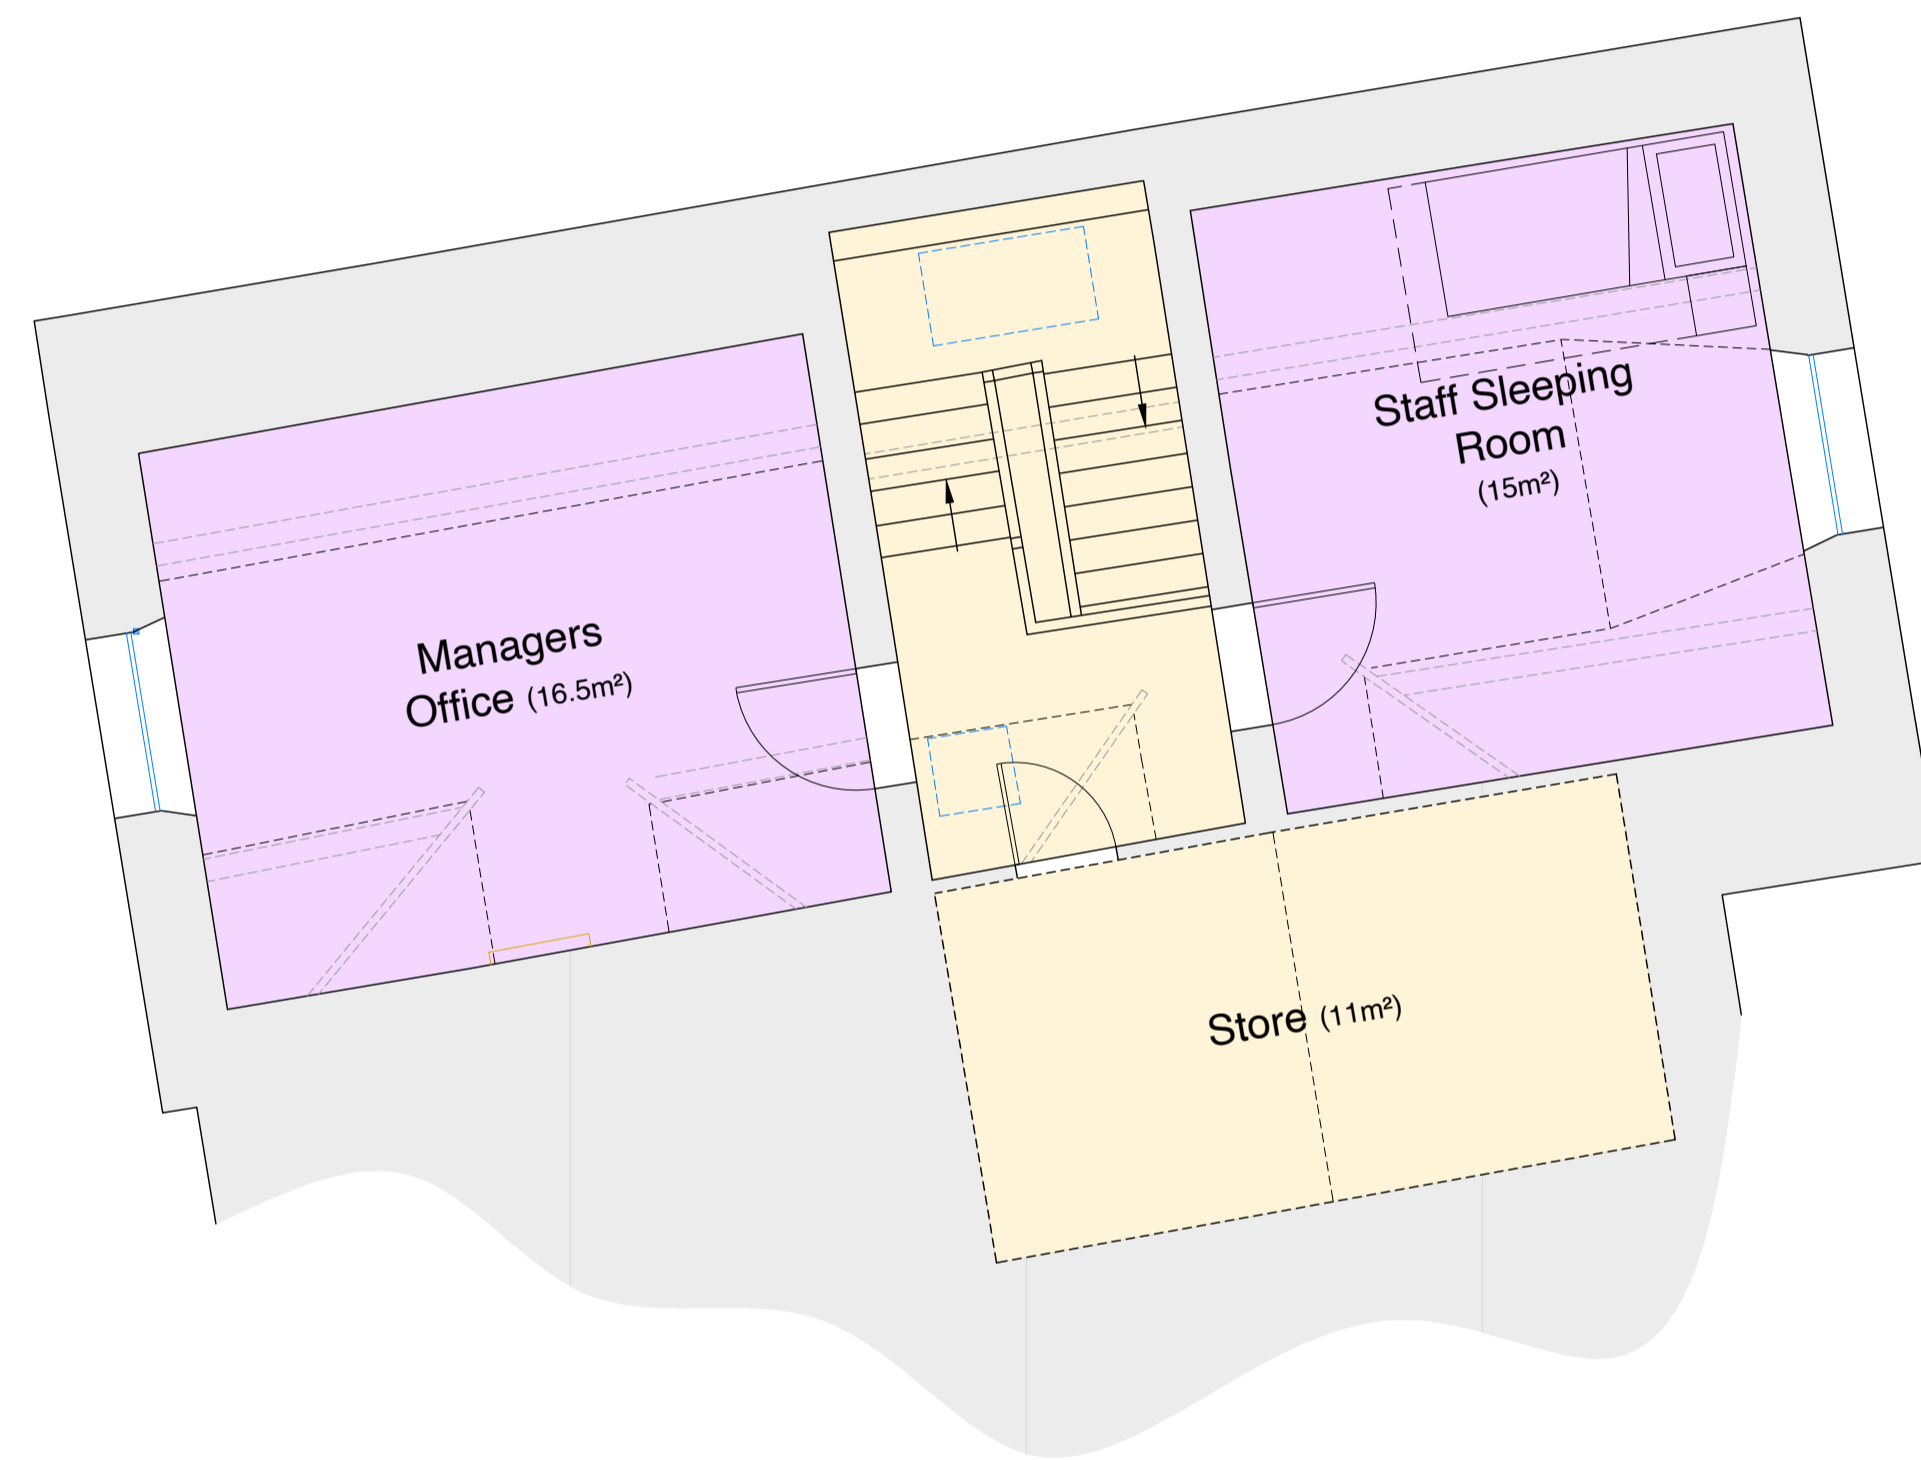 Managers
Office (16.5m²)
Staff Sleeping
Room
(15m²)
Store (11m²)